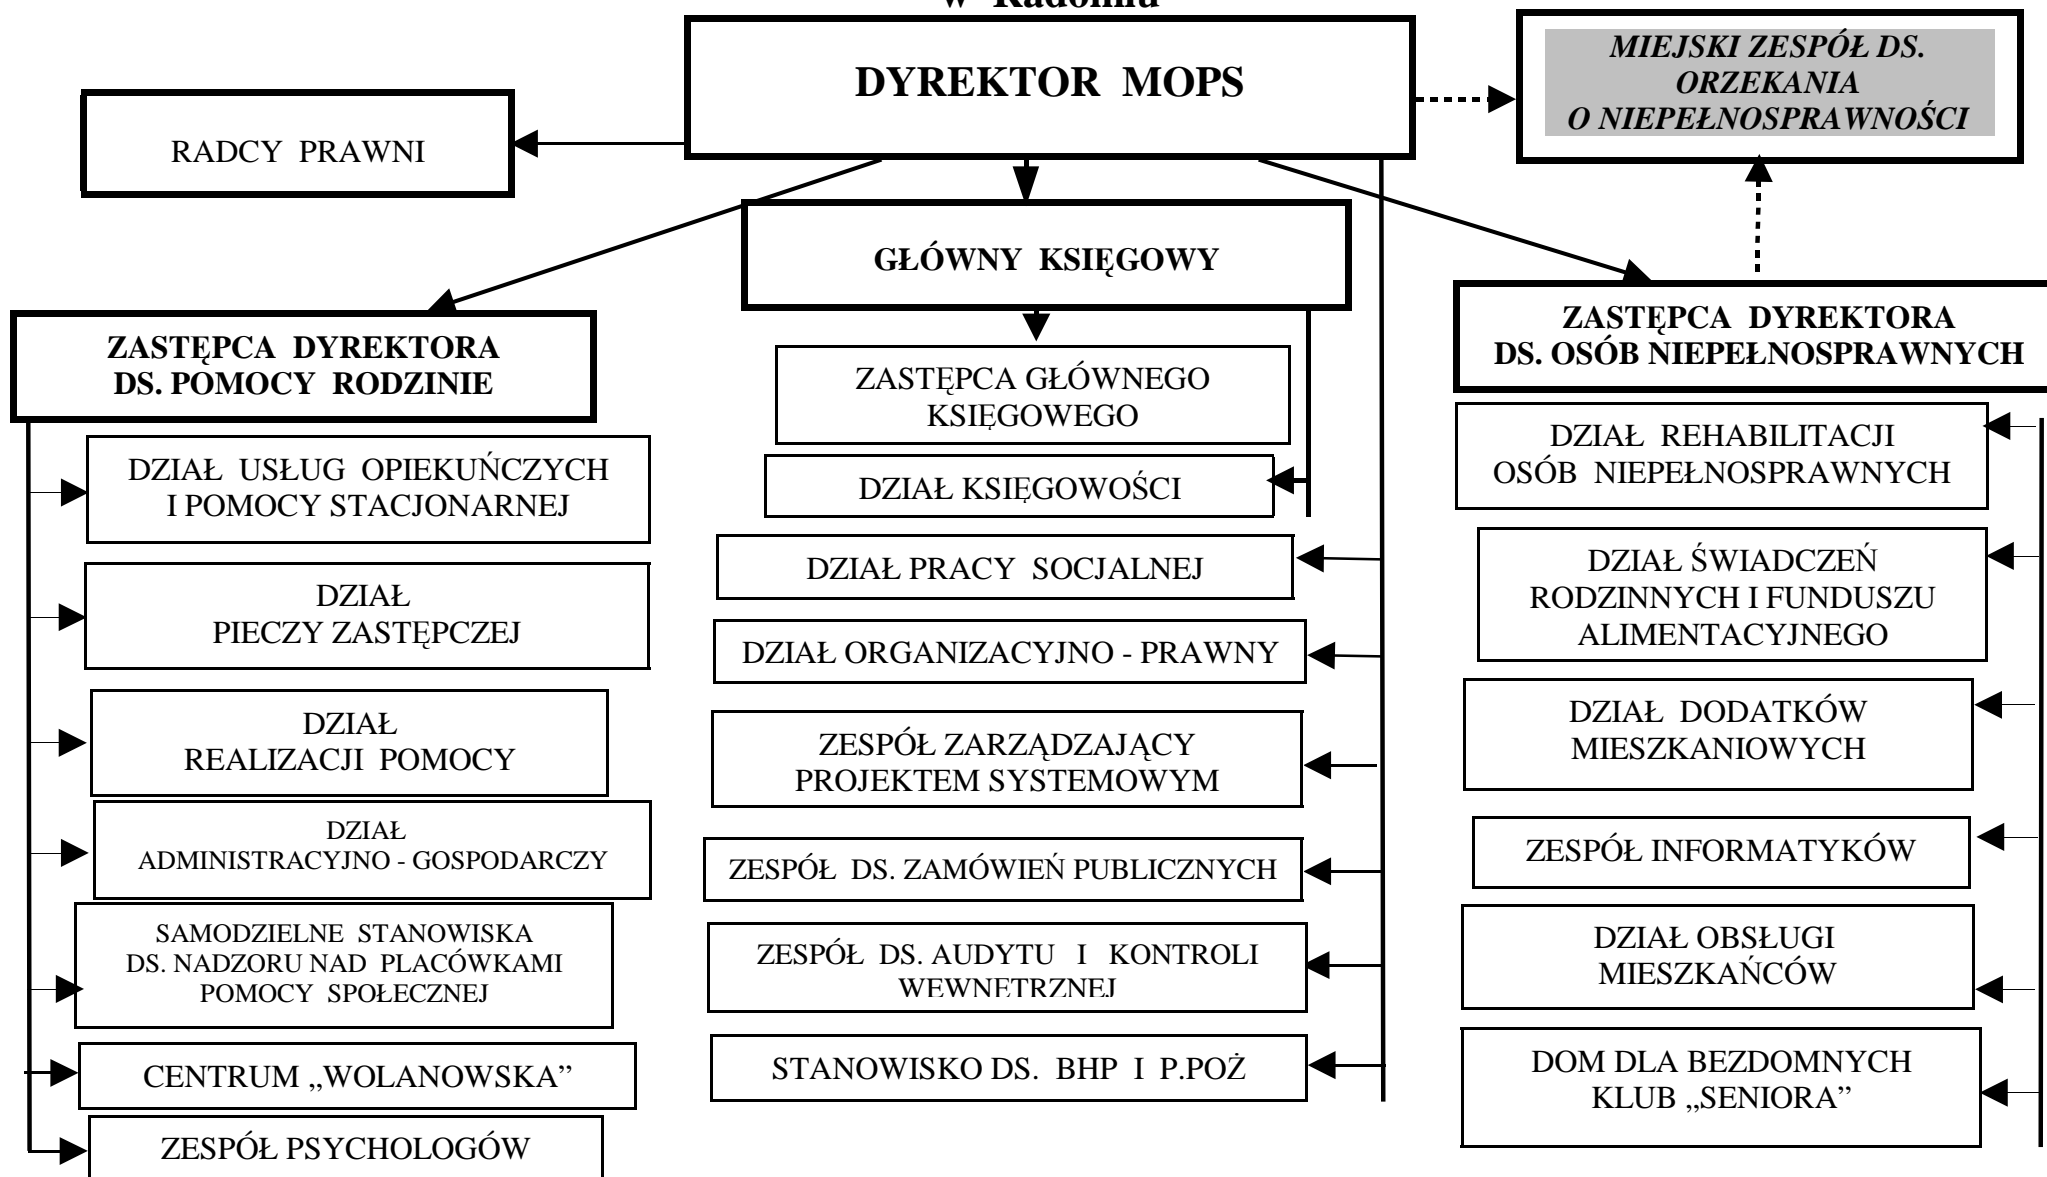 w Radomiu
DYREKTOR MOPS
MIEJSKI ZESPÓŁ DS.
ORZEKANIA
O NIEPEŁNOSPRAWNOŚCI
RADCY PRAWNI
GŁÓWNY KSIĘGOWY
ZASTĘPCA DYREKTORA
DS. POMOCY RODZINIE
ZASTĘPCA DYREKTORA
DS. OSÓB NIEPEŁNOSPRAWNYCH
DZIAŁ USŁUG OPIEKUŃCZYCH
I POMOCY STACJONARNEJ
DZIAŁ
PIECZY ZASTĘPCZEJ
DZIAŁ
REALIZACJI POMOCY
DZIAŁ
ADMINISTRACYJNO - GOSPODARCZY
SAMODZIELNE STANOWISKA
DS. NADZORU NAD PLACÓWKAMI
POMOCY SPOŁECZNEJ
CENTRUM „WOLANOWSKA”
ZESPÓŁ PSYCHOLOGÓW
ZASTĘPCA GŁÓWNEGO
KSIĘGOWEGO
DZIAŁ KSIĘGOWOŚCI
DZIAŁ PRACY SOCJALNEJ
DZIAŁ ORGANIZACYJNO - PRAWNY
ZESPÓŁ ZARZĄDZAJĄCY
PROJEKTEM SYSTEMOWYM
ZESPÓŁ DS. ZAMÓWIEŃ PUBLICZNYCH
ZESPÓŁ DS. AUDYTU I KONTROLI
WEWNĘTRZNEJ
STANOWISKO DS. BHP I P.POŻ
DZIAŁ REHABILITACJI
OSÓB NIEPEŁNOSPRAWNYCH
DZIAŁ ŚWIADCZEŃ
RODZINNYCH I FUNDUSZU
ALIMENTACYJNEGO
DZIAŁ DODATKÓW
MIESZKANIOWYCH
ZESPÓŁ INFORMATYKÓW
DZIAŁ OBSŁUGI
MIESZKAŃCÓW
DOM DLA BEZDOMNYCH
KLUB „SENIORA”